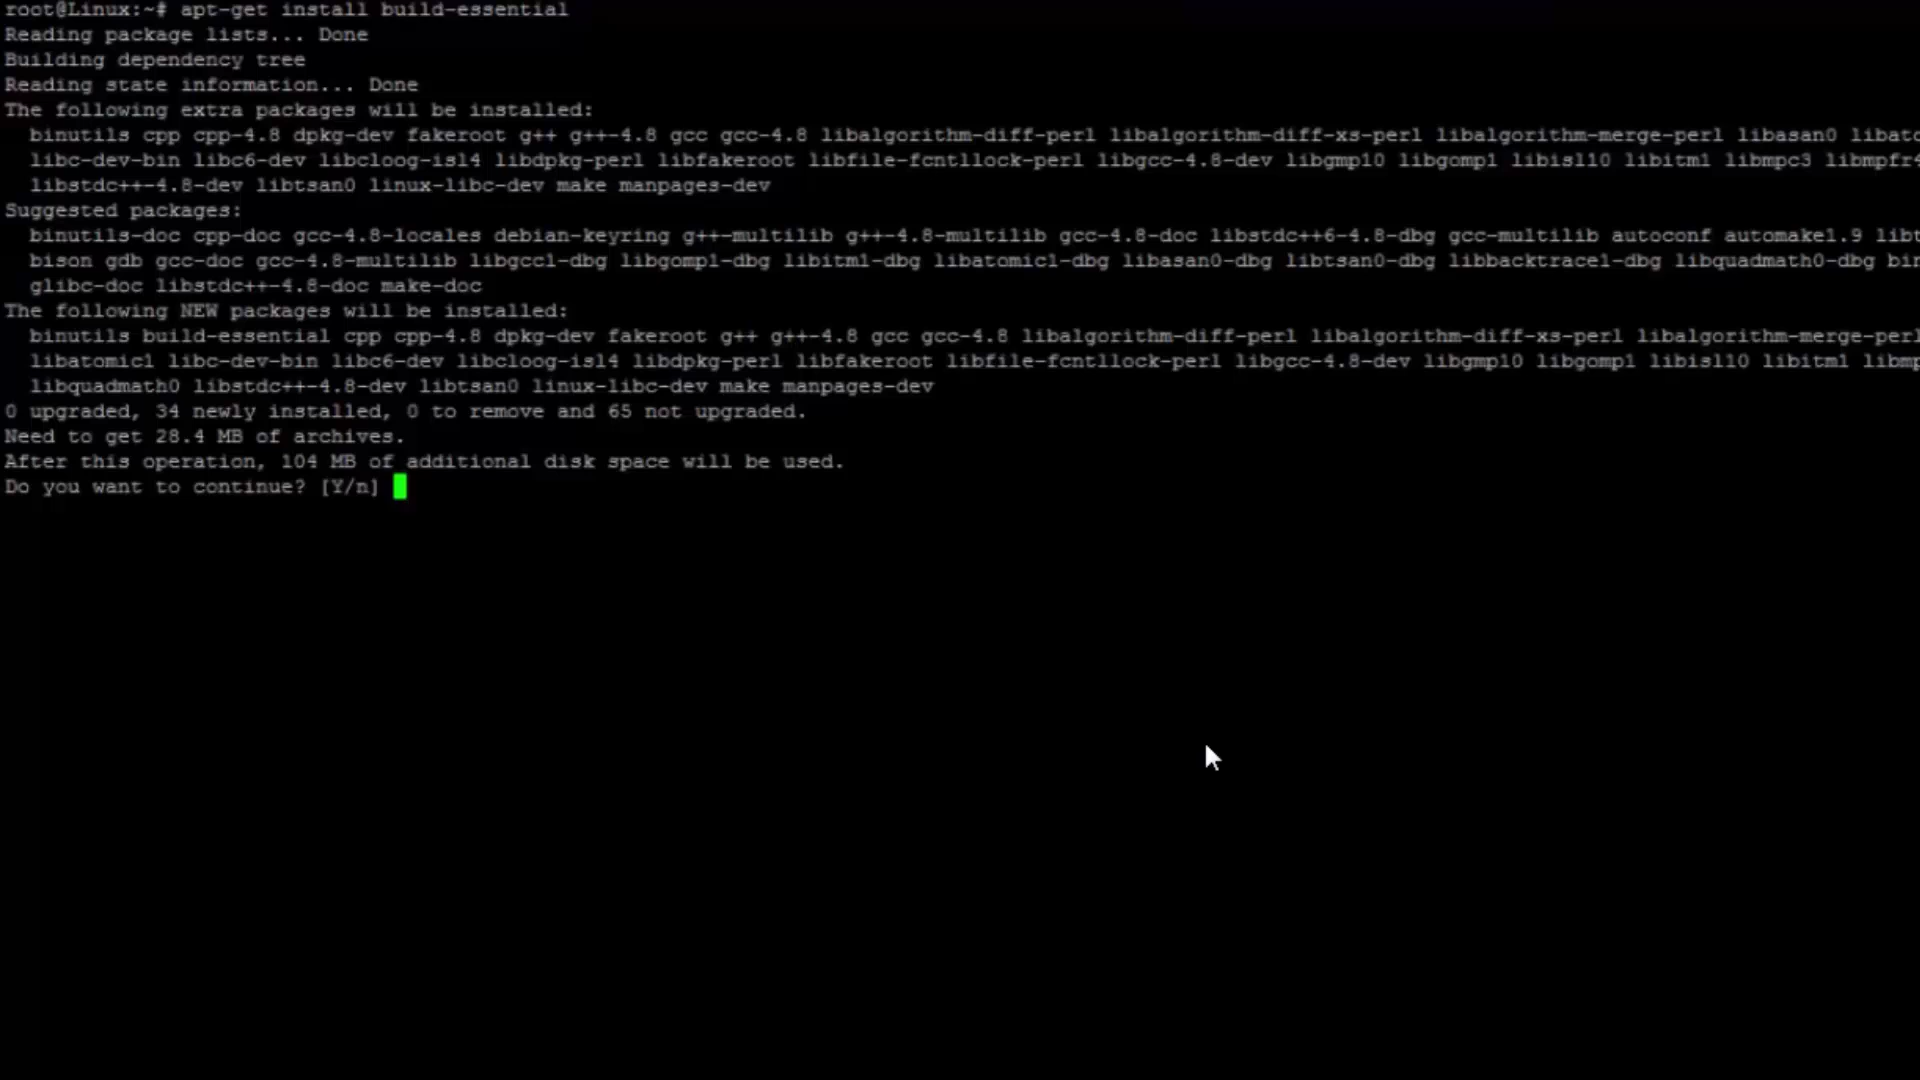 root@Linux:~# apt-get install build-essential
Reading package lists... Done
Building dependency tree
Reading state information... Done
The following extra packages will be installed:
binutils cpp cpp-4.8 dpkg-dev fakeroot g++ g++-4.8 gcc gcc-4.8 libalgorithm-diff-perl libalgorithm-diff-xs-perl libalgorithm-merge-perl libasan0
libc-dev-bin libc6-dev libcloog-isl4 libdpkg-perl libfakeroot libfile-fcntllock-perl libgcc-4.8-dev libgmp10 libgomp1 libisl10 libitm1 libmpc3 libmpfr4
libstdc++-4.8-dev libtsan0 linux-libc-dev make manpages-dev
Suggested packages:
binutils-doc cpp-doc gcc-4.8-locales debian-keyring g++-multilib g++-4.8-multilib gcc-4.8-doc libstdc++6-4.8-dbg gcc-multilib autoconf automake1.9
bison gdb gcc-doc gcc-4.8-multilib libgcc1-dbg libgomp1-dbg libitm1-dbg libatomic1-dbg libasan0-dbg libtsan0-dbg libbacktrace1-dbg libquadmath0-dbg
glibc-doc libstdc++-4.8-doc make-doc
The following NEW packages will be installed:
binutils build-essential cpp cpp-4.8 dpkg-dev fakeroot g++ g++-4.8 gcc gcc-4.8 libalgorithm-diff-perl libalgorithm-diff-xs-perl libalgorithm-merge-perl
libatomic1 libc-dev-bin libc6-dev libcloog-isl4 libdpkg-perl libfakeroot libfile-fcntllock-perl libgcc-4.8-dev libgmp10 libgomp1 libisl10 libitm1
libquadmath0 libstdc++-4.8-dev libtsan0 linux-libc-dev make manpages-dev
0 upgraded, 34 newly installed, 0 to remove and 65 not upgraded.
Need to get 28.4 MB of archives.
After this operation, 104 MB of additional disk space will be used.
Do you want to continue? [Y/n]